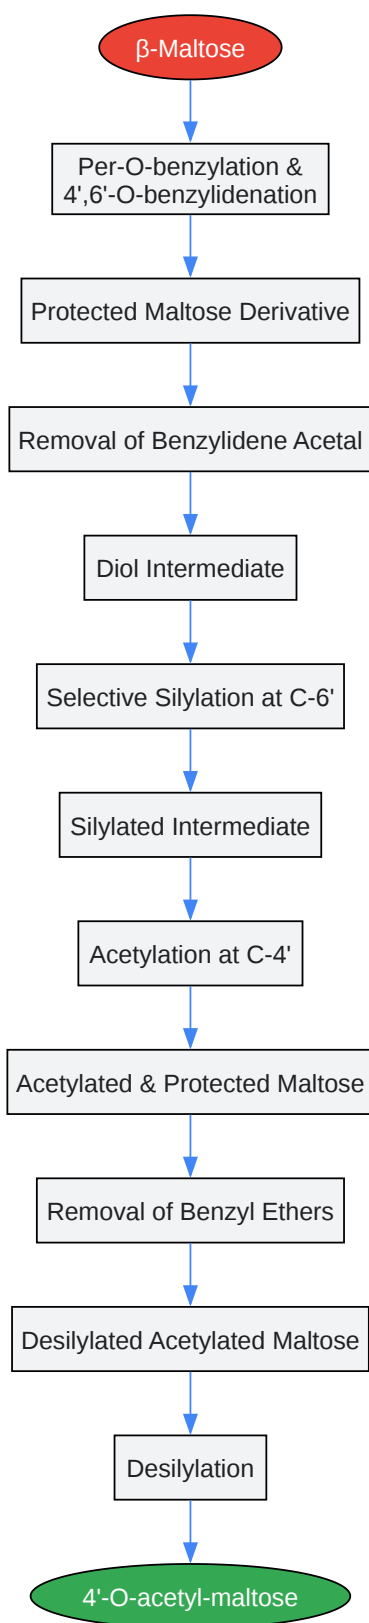 β-Maltose
Per-O-benzylation &
4',6'-O-benzylidenation
Protected Maltose Derivative
Removal of Benzylidene Acetal
Diol Intermediate
Selective Silylation at C-6'
Silylated Intermediate
Acetylation at C-4'
Acetylated & Protected Maltose
Removal of Benzyl Ethers
Desilylated Acetylated Maltose
Desilylation
4'-O-acetyl-maltose